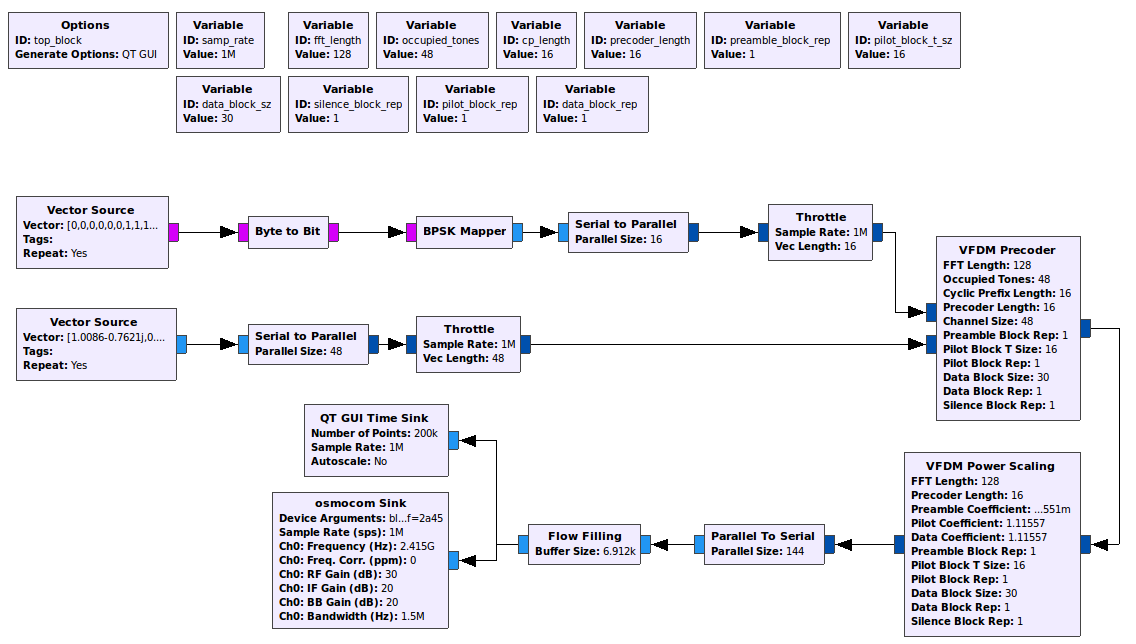 Options
ID: top_block
Generate Options: QT GUI
Variable
ID: samp_rate
Value: 1M
Variable
ID: fft_length
Value: 128
Variable
ID: occupied_tones
Value: 48
Variable
ID: cp_length
Value: 16
Variable
ID: precoder_length
Value: 16
Variable
ID: preamble_block_rep
Value: 1
Variable
ID: pilot_block_t_sz
Value: 16
Variable
ID: data_block_sz
Value: 30
Variable
ID: silence_block_rep
Value: 1
Variable
ID: pilot_block_rep
Value: 1
Variable
ID: data_block_rep
Value: 1
Vector Source
Vector: [0,0,0,0,0,0,1,1,1...
Tags:
Repeat: Yes
Byte to Bit
BPSK Mapper
Serial to Parallel
Parallel Size: 16
Throttle
Sample Rate: 1M
Vec Length: 16
VFDM Precoder
FFT Length: 128
Occupied Tones: 48
Cyclic Prefix Length: 16
Precoder Length: 16
Channel Size: 48
Preamble Block Rep: 1
Pilot Block T Size: 16
Pilot Block Rep: 1
Data Block Size: 30
Data Block Rep: 1
Silence Block Rep: 1
Vector Source
Vector: [1.0086-0.7621j,0....
Tags:
Repeat: Yes
Serial to Parallel
Parallel Size: 48
Throttle
Sample Rate: 1M
Vec Length: 48
QT GUI Time Sink
Number of Points: 200k
Sample Rate: 1M
Autoscale: No
osmocom Sink
Device Arguments: bl...f=2a45
Sample Rate (sps): 1M
Ch0: Frequency (Hz): 2.415G
Ch0: Freq. Corr. (ppm): 0
Ch0: RF Gain (dB): 30
Ch0: IF Gain (dB): 20
Ch0: BB Gain (dB): 20
Ch0: Bandwidth (Hz): 1.5M
Flow Filling
Buffer Size: 6.912k
Parallel To Serial
Parallel Size: 144
VFDM Power Scaling
FFT Length: 128
Precoder Length: 16
Preamble Coefficient: ...551m
Pilot Coefficient: 1.11557
Data Coefficient: 1.11557
Preamble Block Rep: 1
Pilot Block T Size: 16
Pilot Block Rep: 1
Data Block Size: 30
Data Block Rep: 1
Silence Block Rep: 1